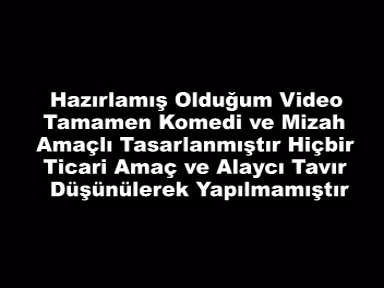 Hazırlamış Olduğum Video
Tamamen Komedi ve Mizah
Amaçlı Tasarlanmıştır Hiçbir
Ticari Amaç ve Alaycı Tavır
Düşünülerek Yapılmamıştır